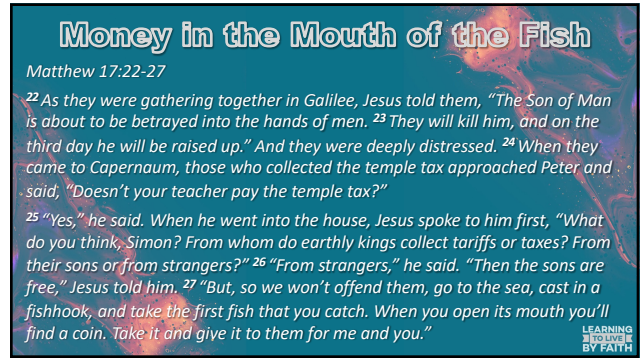 Money in the Mouth of the Fish
Matthew 17:22-27
22 As they were gathering together in Galilee, Jesus told them, “The Son of Man
is about to be betrayed into the hands of men. 23 They will kill him, and on the
third day he will be raised up.” And they were deeply distressed. 24 When they
came to Capernaum, those who collected the temple tax approached Peter and
said, “Doesn’t your teacher pay the temple tax?”
25 “Yes,” he said. When he went into the house, Jesus spoke to him first, “What
do you think, Simon? From whom do earthly kings collect tariffs or taxes? From
their sons or from strangers?” 26 “From strangers,” he said. “Then the sons are
free,” Jesus told him. 27 “But, so we won’t offend them, go to the sea, cast in a
fishhook, and take the first fish that you catch. When you open its mouth you’ll
find a coin. Take it and give it to them for me and you.”
LEARNING
TO LIVE
BY FAITH